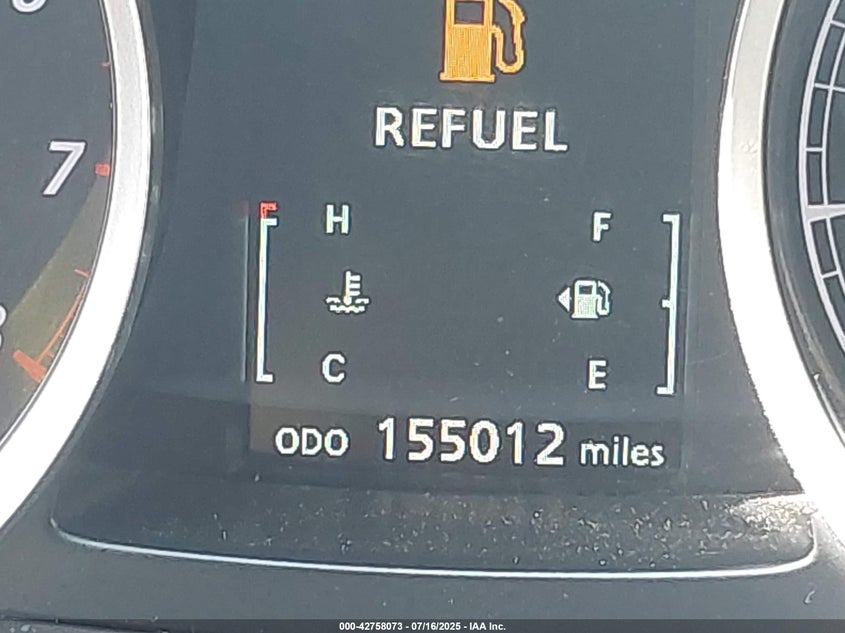 REFUEL
7
H F
C E
ODO 155012 miles
000-42758073 - 07/16/2025 - IAA Inc.